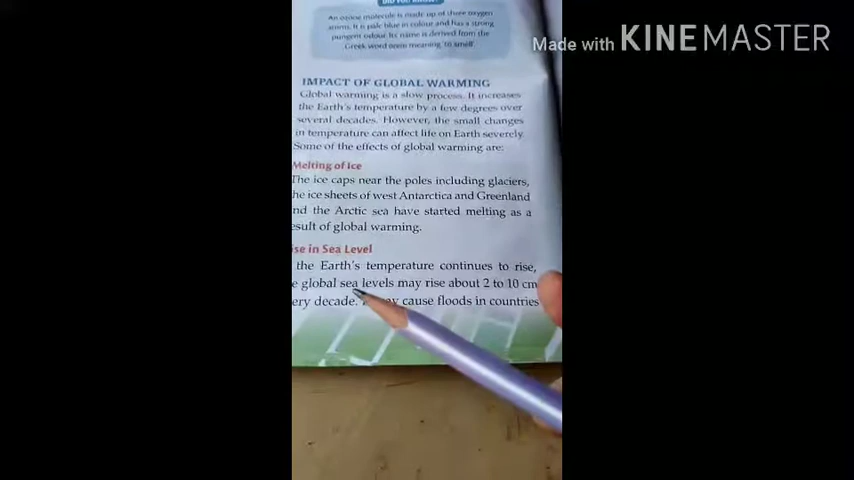 DID YOU KNOW?
An ozone molecule is made up of three oxygen
atoms. It is pale blue in colour and has a strong
pungent odour. Its name is derived from the
Greek word ozein meaning 'to smell'.
Made with KINEMASTER
IMPACT OF GLOBAL WARMING
Global warming is a slow process. It increases
the Earth's temperature by a few degrees over
several decades. However, the small changes
in temperature can affect life on Earth severely.
Some of the effects of global warming are:
Melting of Ice
The ice caps near the poles including glaciers,
he ice sheets of west Antarctica and Greenland
nd the Arctic sea have started melting as a
esult of global warming.
ise in Sea Level
the Earth's temperature continues to rise,
e global sea levels may rise about 2 to 10 cm
ery decade. cause floods in countries